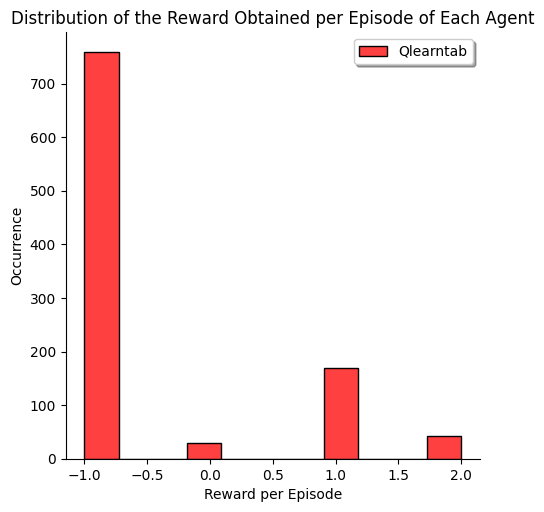 Distribution of the Reward Obtained per Episode of Each Agent
Qlearntab
700
600
500
400
300
200
100
0
Occurrence
−1.0 −0.5 0.0 0.5 1.0 1.5 2.0
Reward per Episode